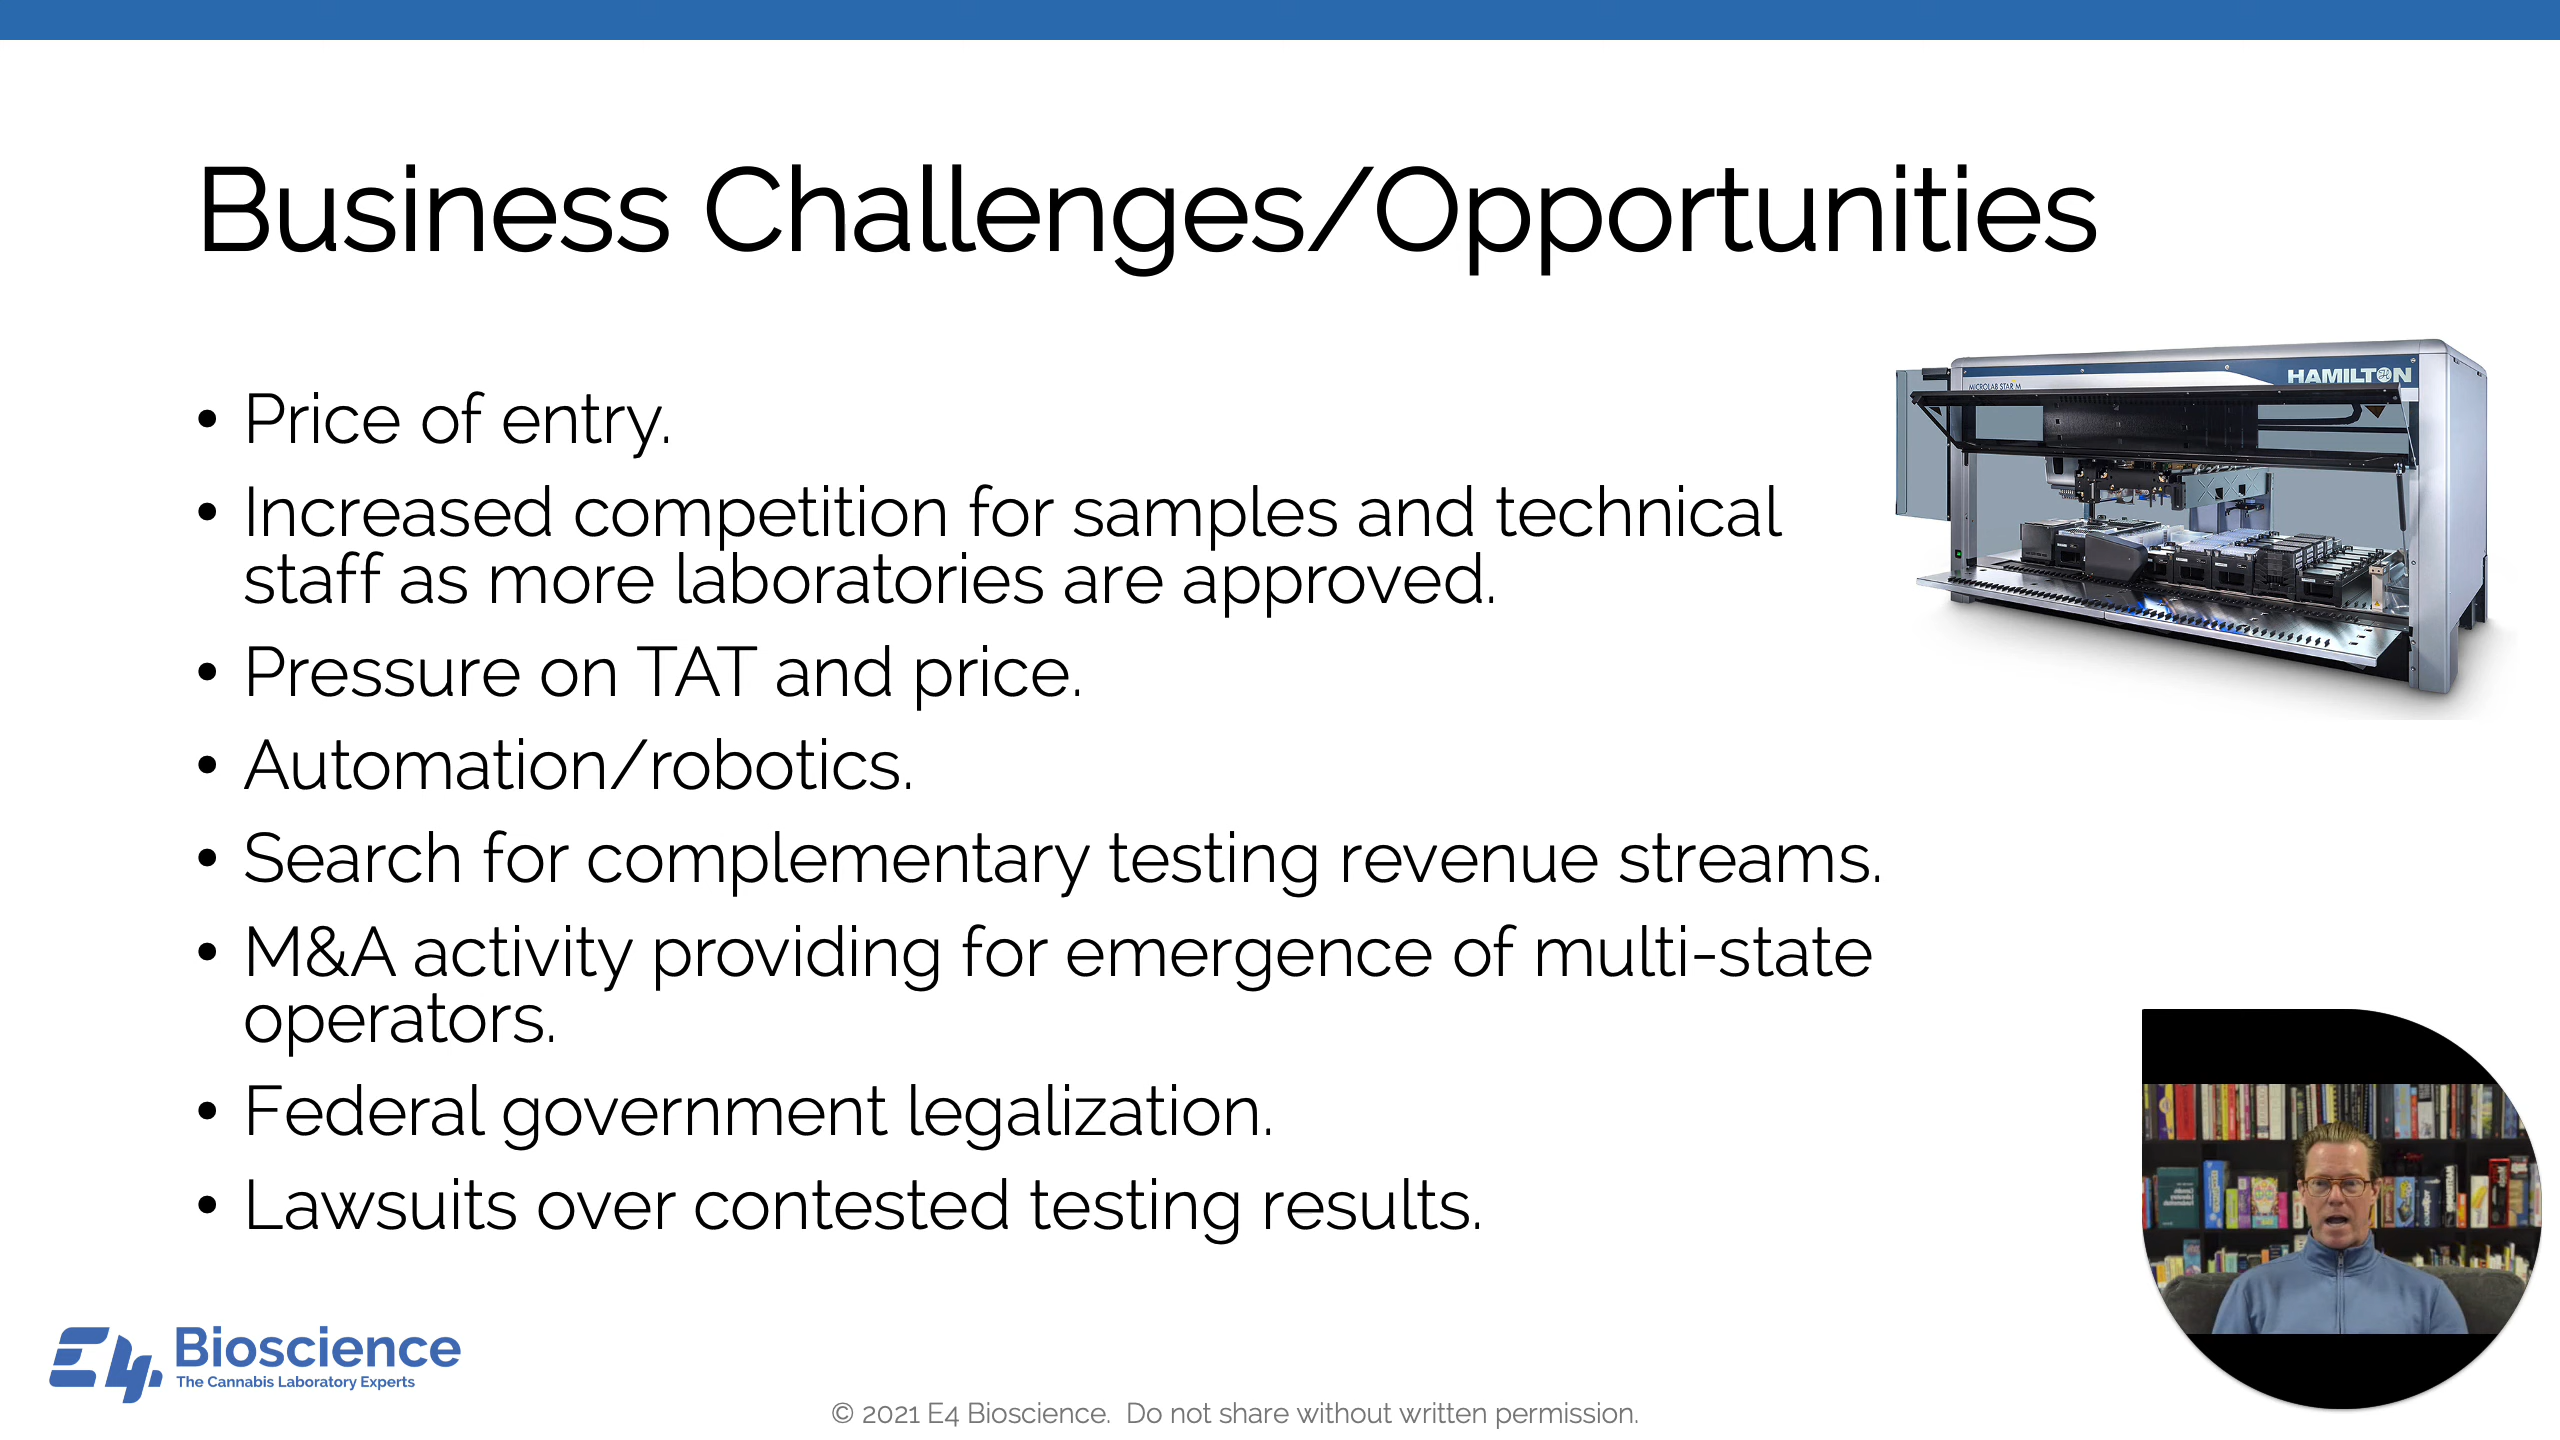 Business Challenges/Opportunities
• Price of entry.
• Increased competition for samples and technical
staff as more laboratories are approved.
• Pressure on TAT and price.
• Automation/robotics.
• Search for complementary testing revenue streams.
• M&A activity providing for emergence of multi-state
operators.
• Federal government legalization.
• Lawsuits over contested testing results.
MICROLAB STAR M
HAMILTON
E4 Bioscience
The Cannabis Laboratory Experts
© 2021 E4 Bioscience. Do not share without written permission.